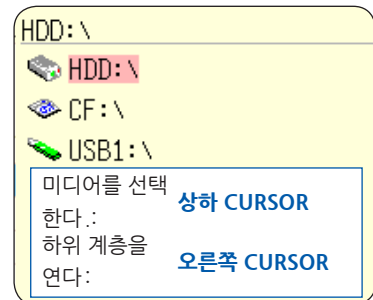 HDD:\
HDD:\
CF:\
USB1:\
미디어를 선택
한다.:
상하 CURSOR
하위 계층을
연다:
오른쪽 CURSOR